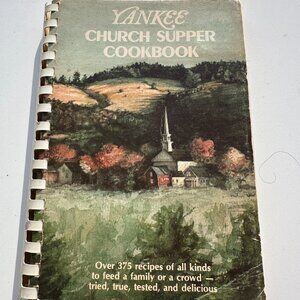 YANKEE
CHURCH SUPPER
COOKBOOK
Over 375 recipes of all kinds
to feed a family or a crowd —
tried, true, tested, and delicious